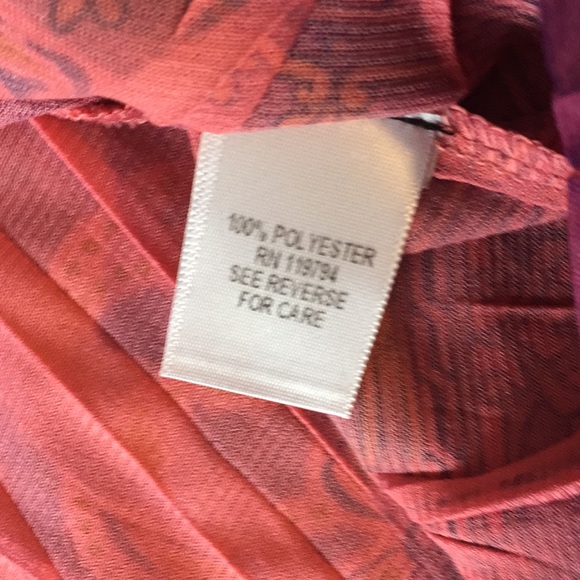 100% POLYESTER
RN 119794
SEE REVERSE
FOR CARE